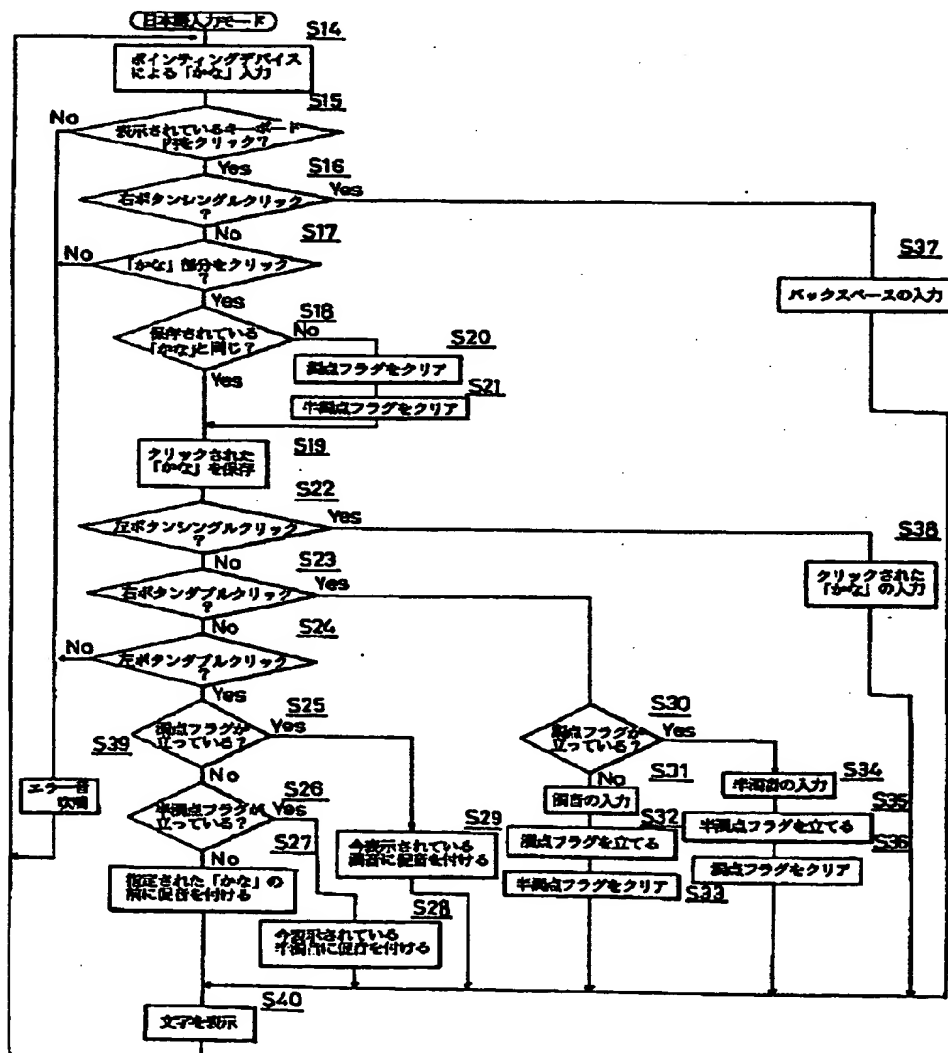 日本語入力モード
S14
ポインティングデバイス
による「かな」入力
S15
No
表示されているキーボード
内をクリック?
Yes
S16
右ボタンシングルクリック
?
Yes
No
S17
No
「かな」部分をクリック
?
Yes
S37
バックスペースの入力
S18
保存されている
「かな」と同じ?
No
Yes
S20
濁点フラグをクリア
S21
半濁点フラグをクリア
S19
クリックされた
「かな」を保存
S22
左ボタンシングルクリック
?
Yes
No
S38
クリックされた
「かな」の入力
S23
右ボタンダブルクリック
?
Yes
No
S24
No
左ボタンダブルクリック
?
Yes
S25
濁点フラグが
立っている?
Yes
S39
No
エラー音
S26
半濁点フラグが
立っている?
Yes
S27
No
指定された「かな」の
前に促音を付ける
S29
今表示されている
濁音に促音を付ける
S28
今表示されている
半濁音に促音を付ける
S30
濁点フラグが
立っている?
Yes
No
S31
濁音の入力
S32
濁点フラグを立てる
半濁点フラグをクリア
S33
S34
半濁音の入力
S35
半濁点フラグを立てる
S36
濁点フラグをクリア
S40
文字を表示